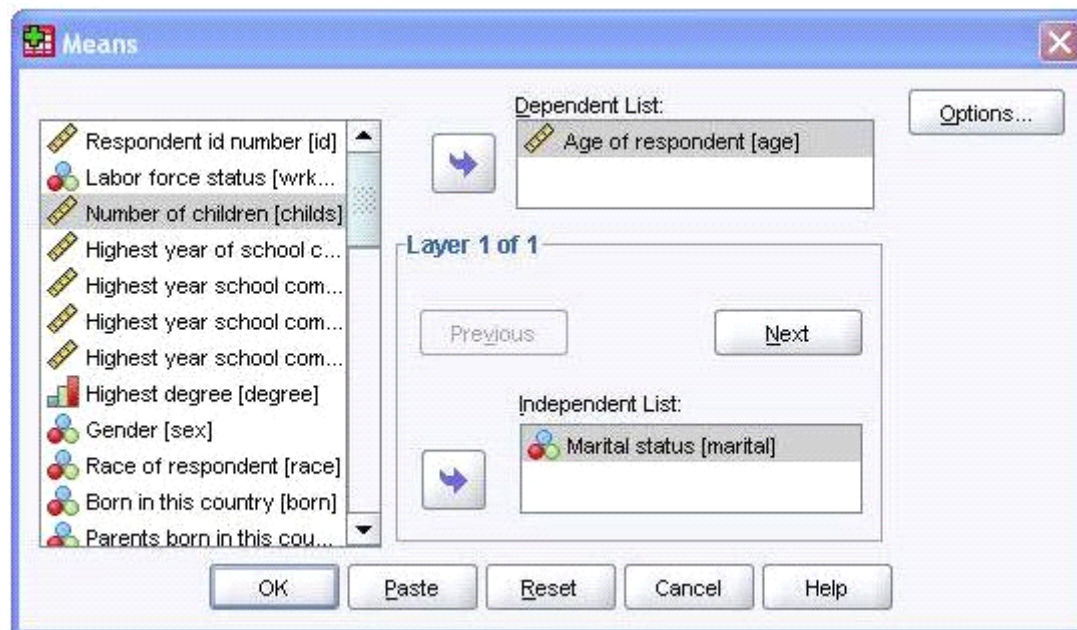 Means
Respondent id number [id]
Labor force status [wrk...
Number of children [childs]
Highest year of school c...
Highest year school com...
Highest year school com...
Highest year school com...
Highest degree [degree]
Gender [sex]
Race of respondent [race]
Born in this country [born]
Parents born in this cou...
Dependent List:
Age of respondent [age]
Options...
Layer 1 of 1
Previous
Next
Independent List:
Marital status [marital]
OK
Paste
Reset
Cancel
Help